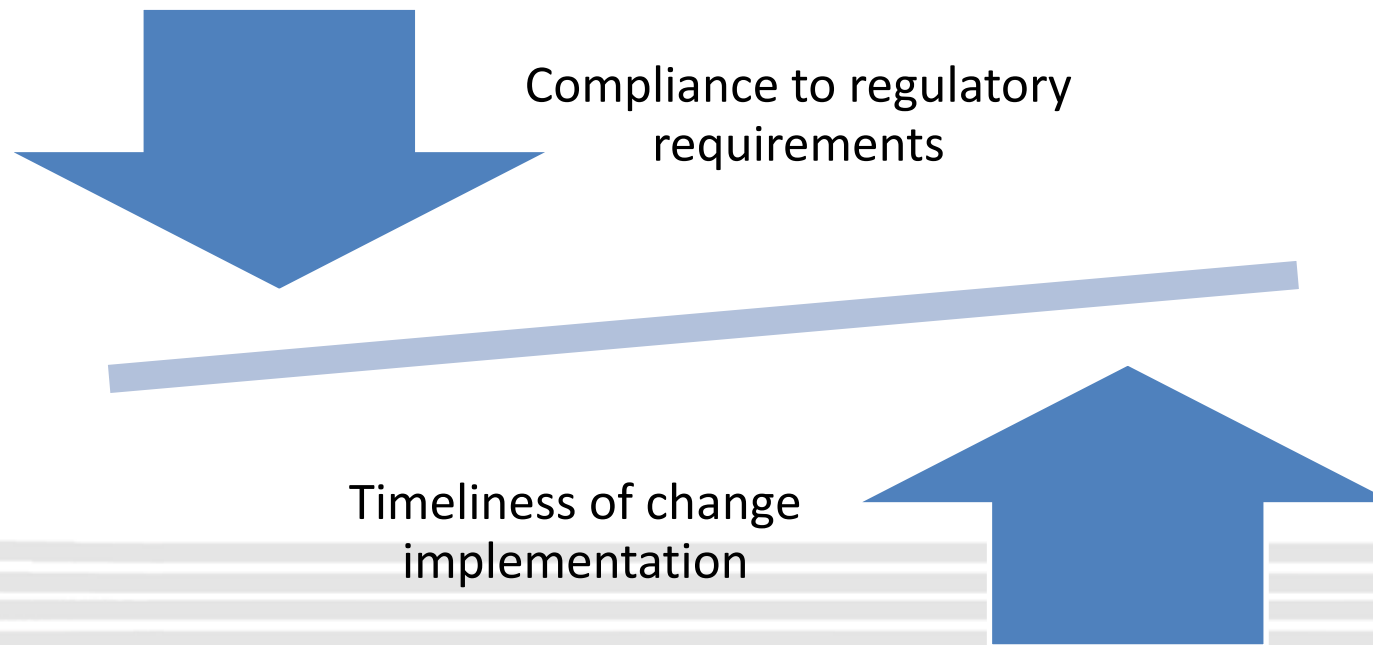 Compliance to regulatory
requirements
Timeliness of change
implementation